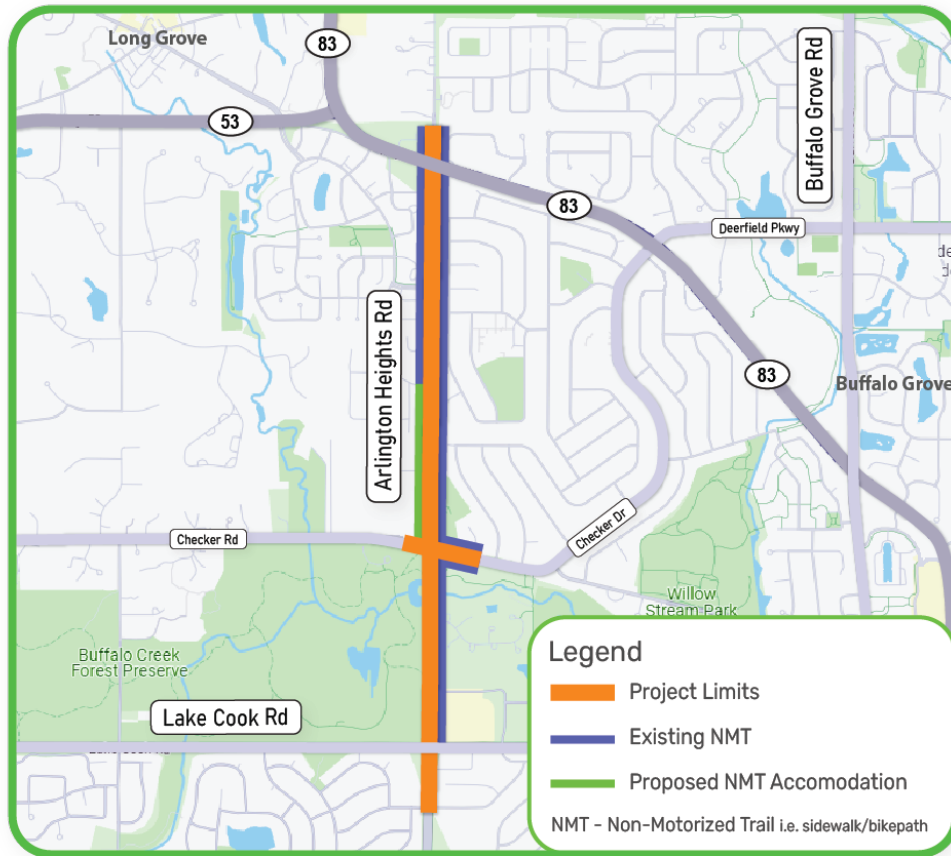 Long Grove
83
53
Buffalo Grove Rd
83
Deerfield Pkwy
Arlington Heights Rd
83
Buffalo Grove
Checker Rd
Checker Dr
Willow
Stream Park
Buffalo Creek
Forest Preserve
Lake Cook Rd
Legend
Project Limits
Existing NMT
Proposed NMT Accomodation
NMT - Non-Motorized Trail i.e. sidewalk/bikepath